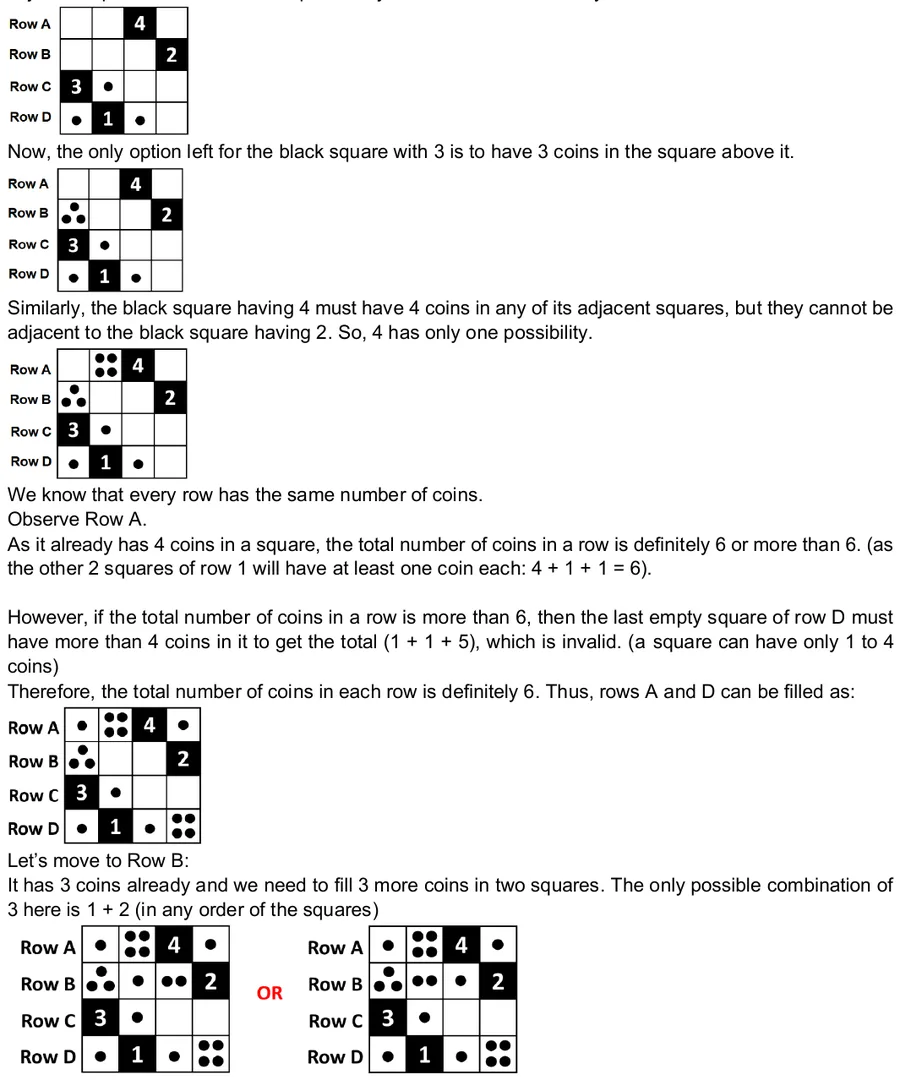 Row A 4
Row B 2
Row C 3
Row D 1
Now, the only option left for the black square with 3 is to have 3 coins in the square above it.
Row A 4
Row B 2
Row C 3
Row D 1
Similarly, the black square having 4 must have 4 coins in any of its adjacent squares, but they cannot be
adjacent to the black square having 2. So, 4 has only one possibility.
Row A 4
Row B 2
Row C 3
Row D 1
We know that every row has the same number of coins.
Observe Row A.
As it already has 4 coins in a square, the total number of coins in a row is definitely 6 or more than 6. (as
the other 2 squares of row 1 will have at least one coin each: 4 + 1 + 1 = 6).
However, if the total number of coins in a row is more than 6, then the last empty square of row D must
have more than 4 coins in it to get the total (1 + 1 + 5), which is invalid. (a square can have only 1 to 4
coins)
Therefore, the total number of coins in each row is definitely 6. Thus, rows A and D can be filled as:
Row A 4
Row B 2
Row C 3
Row D 1
Let's move to Row B:
It has 3 coins already and we need to fill 3 more coins in two squares. The only possible combination of
3 here is 1 + 2 (in any order of the squares)
Row A 4
Row B 2
Row C 3
Row D 1
OR
Row A 4
Row B 2
Row C 3
Row D 1